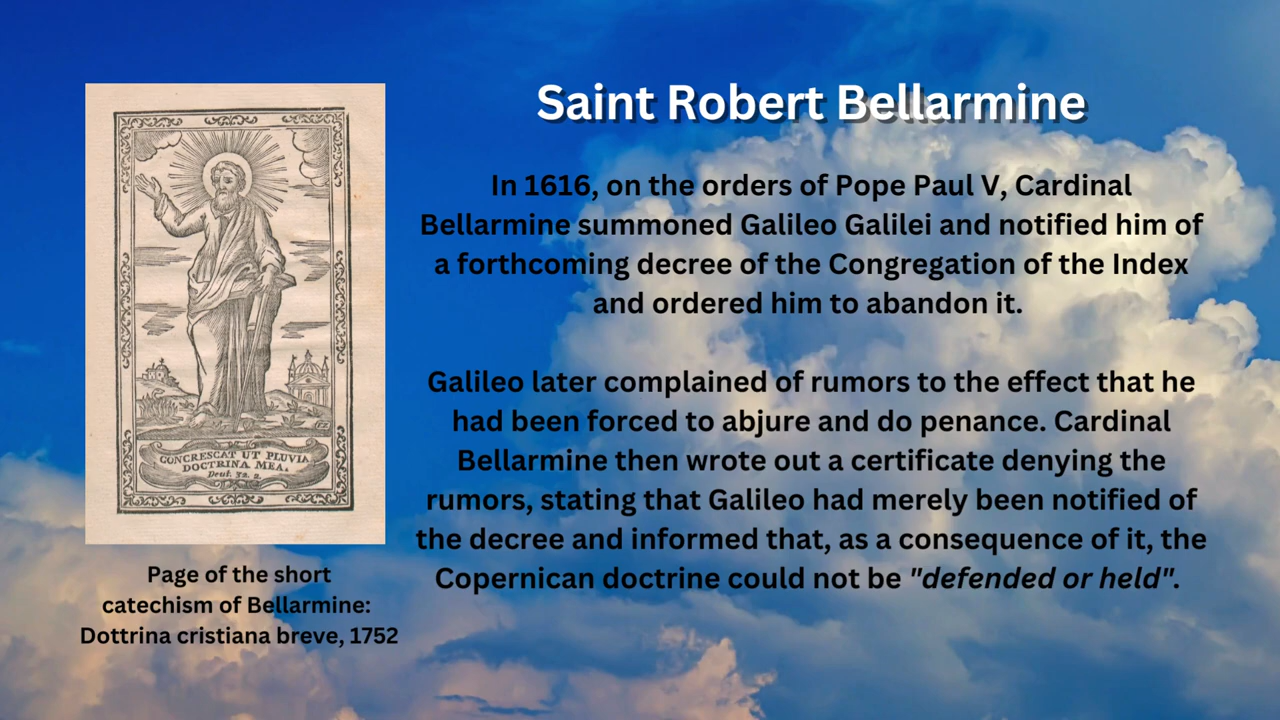 Saint Robert Bellarmine
In 1616, on the orders of Pope Paul V, Cardinal
Bellarmine summoned Galileo Galilei and notified him of
a forthcoming decree of the Congregation of the Index
and ordered him to abandon it.
Galileo later complained of rumors to the effect that he
had been forced to abjure and do penance. Cardinal
Bellarmine then wrote out a certificate denying the
rumors, stating that Galileo had merely been notified of
the decree and informed that, as a consequence of it, the
Copernican doctrine could not be "defended or held".
CONCRESCAT UT PLUVIA
DOCTRINA MEA.
Deut. 32. 2.
Page of the short
catechism of Bellarmine:
Dottrina cristiana breve, 1752